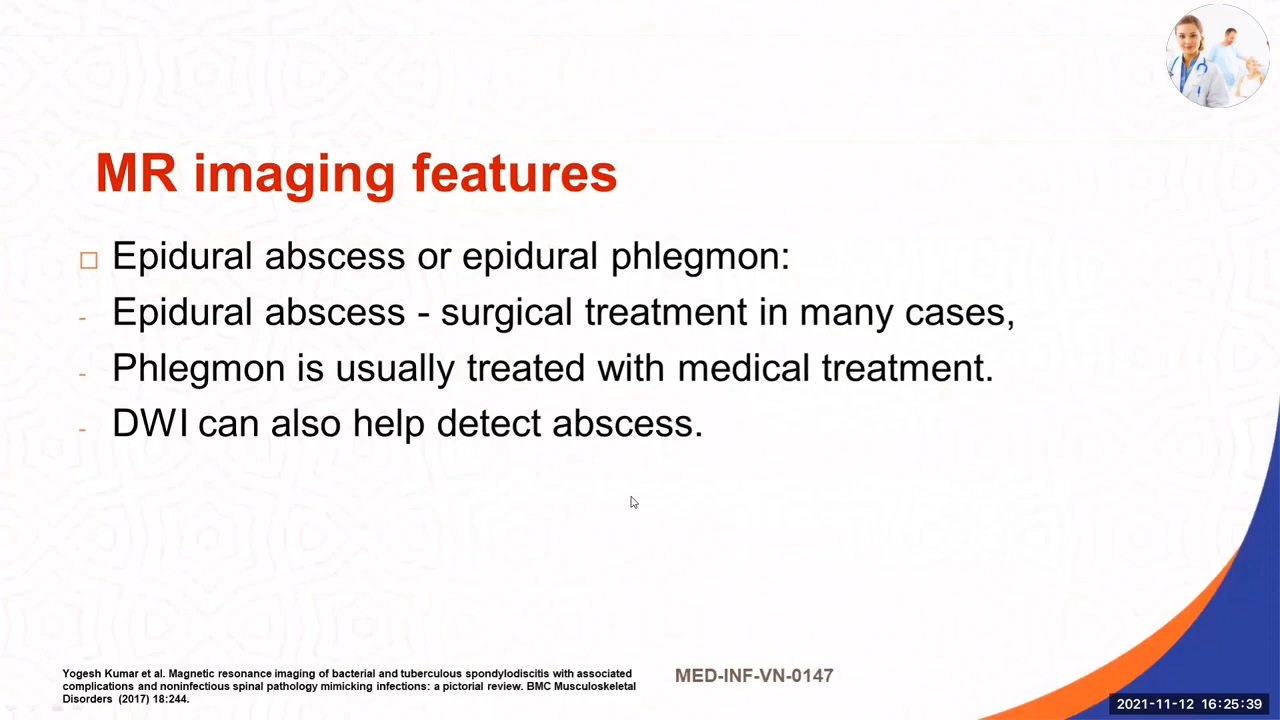 MR imaging features
Epidural abscess or epidural phlegmon:
- Epidural abscess - surgical treatment in many cases,
- Phlegmon is usually treated with medical treatment.
- DWI can also help detect abscess.
Yogesh Kumar et al. Magnetic resonance imaging of bacterial and tuberculous spondylodiscitis with associated
complications and noninfectious spinal pathology mimicking infections: a pictorial review. BMC Musculoskeletal
Disorders (2017) 18:244.
MED-INF-VN-0147
2021-11-12 16:25:39